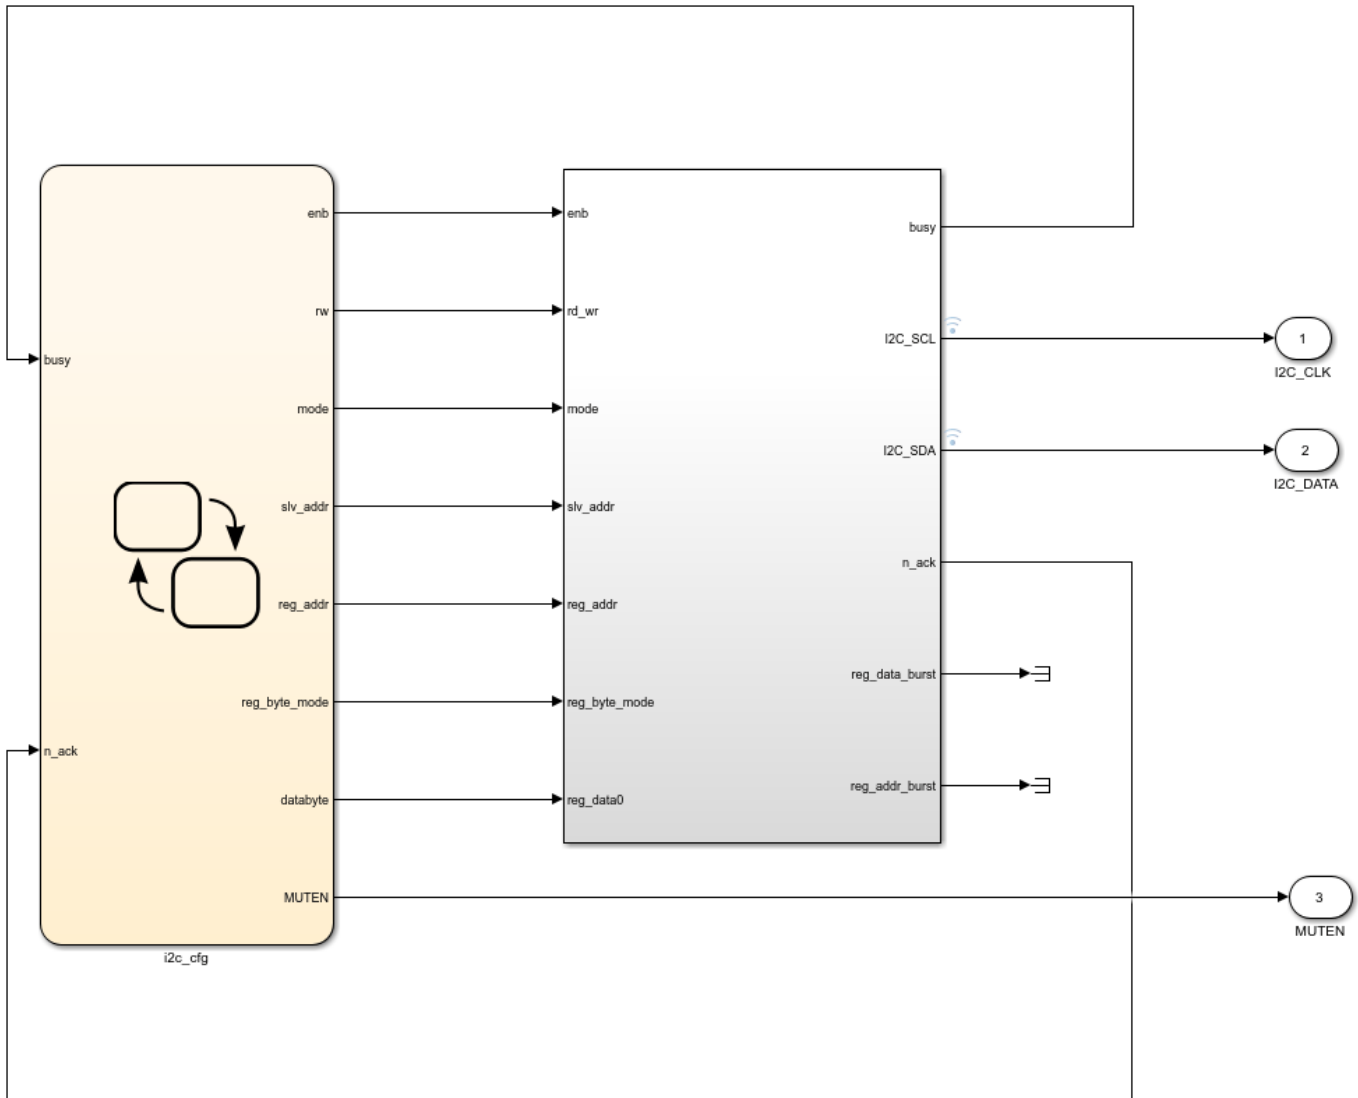 enb
rw
busy
mode
slv_addr
reg_addr
reg_byte_mode
n_ack
databyte
MUTEN
i2c_cfg
enb
rd_wr
mode
slv_addr
reg_addr
reg_byte_mode
reg_data0
busy
I2C_SCL
I2C_SDA
n_ack
reg_data_burst
reg_addr_burst
1
I2C_CLK
2
I2C_DATA
3
MUTEN